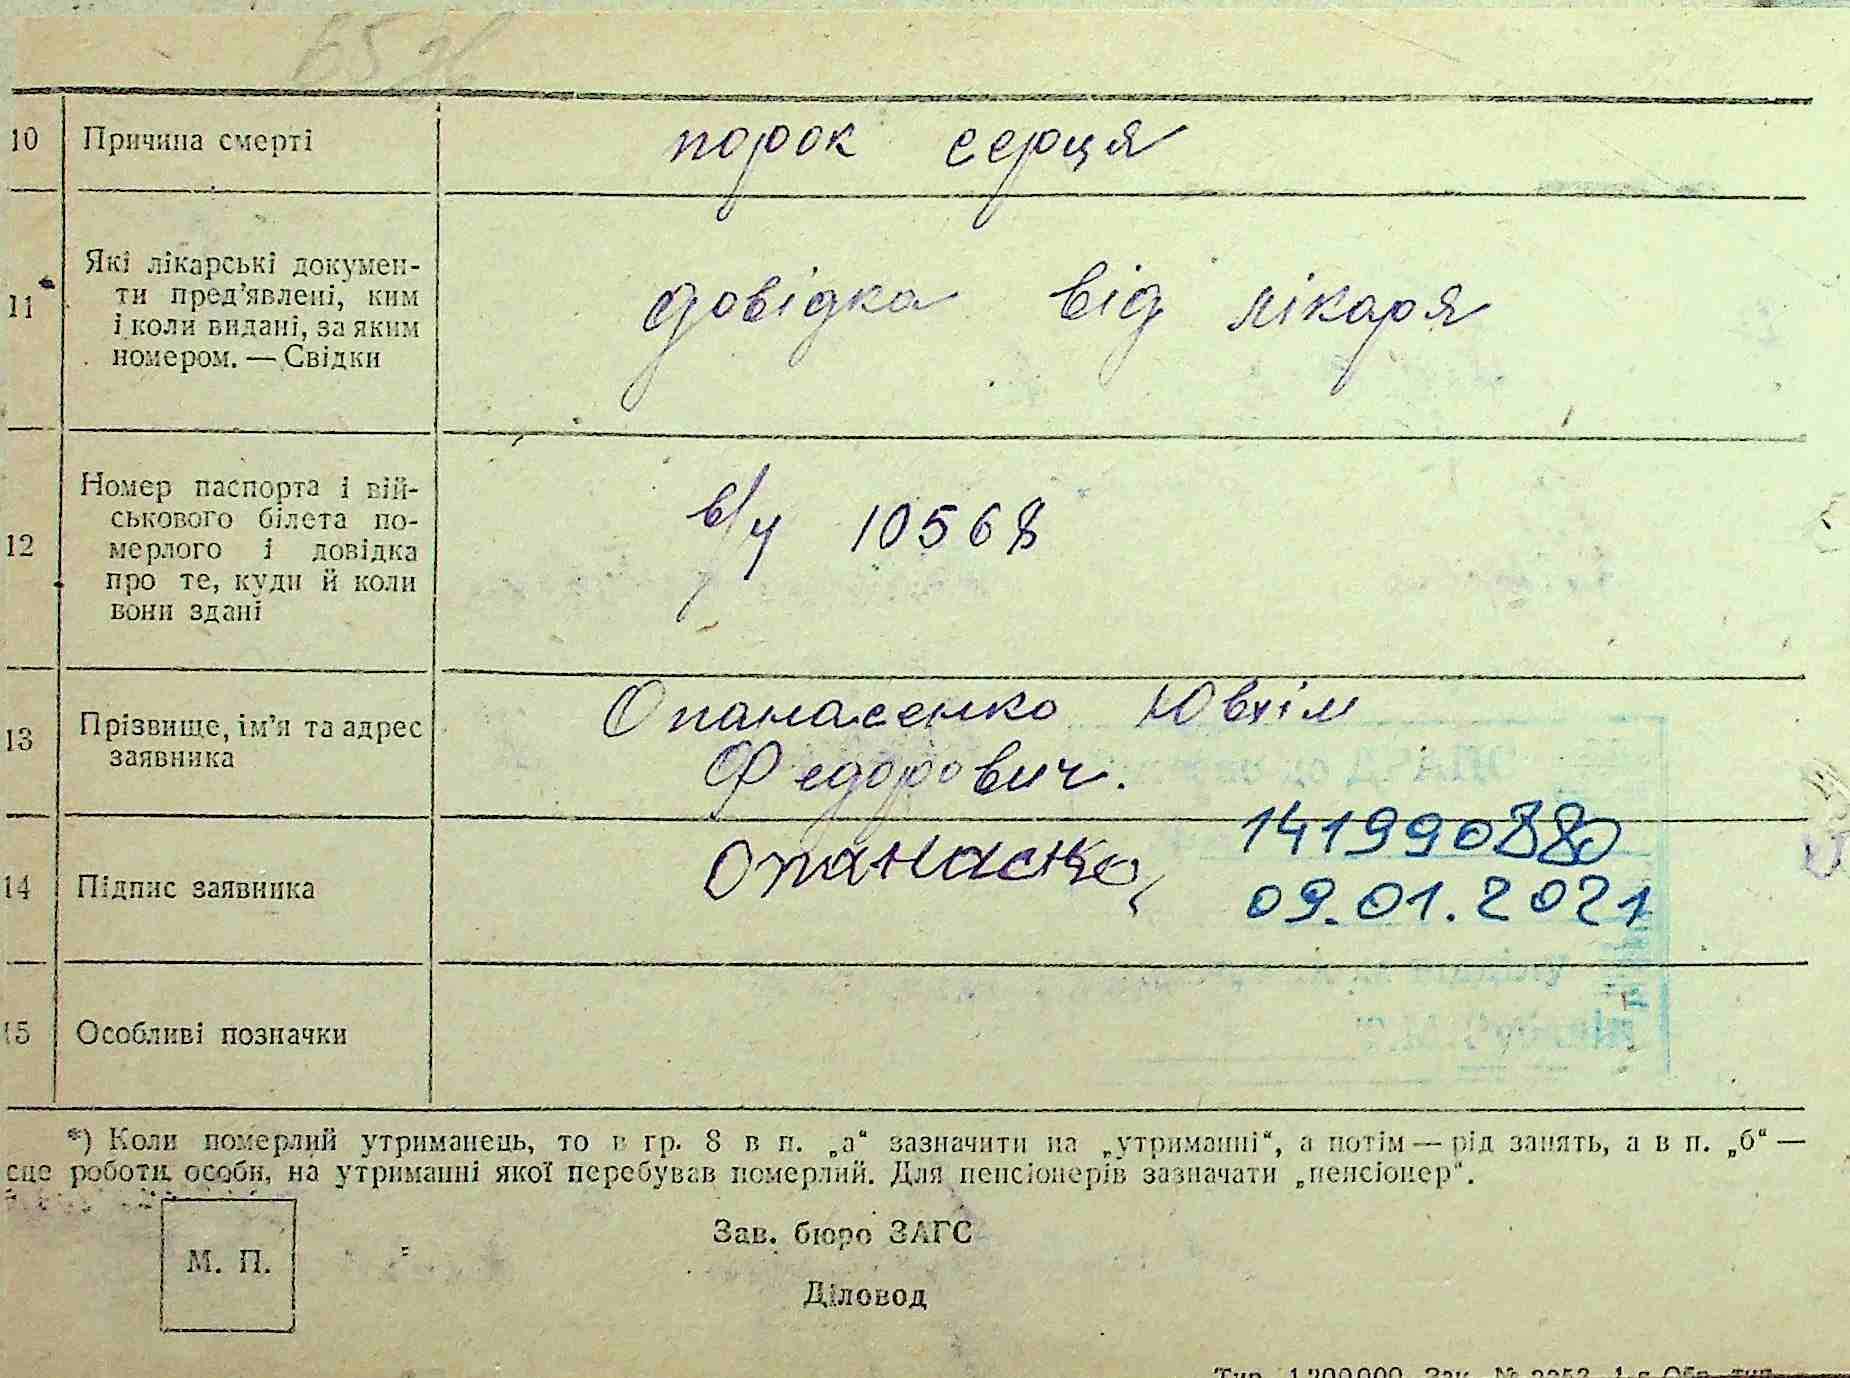 10 Причина смерті порок серця
11 Які лікарські докумен-
ти пред’явлені, ким
і коли видані, за яким
номером. — Свідки
довідка від лікаря
12 Номер паспорта і вій-
ськового білета по-
мерлого і довідка
про те, куди й коли
вони здані
в/у 10568
13 Прізвище, ім’я та адрес
заявника
Опанасенко Ювхім
Федорович.
14 Підпис заявника
141990880
09.01.2021
15 Особливі позначки
*) Коли померлий утриманець, то в гр. 8 в п. „а“ зазначити на „утриманні“, а потім — рід занять, а в п. „б“ —
сце роботи особи, на утриманні якої перебував померлий. Для пенсіонерів зазначати „пенсіонер“.
Зав. бюро ЗАГС
М. П.
Діловод